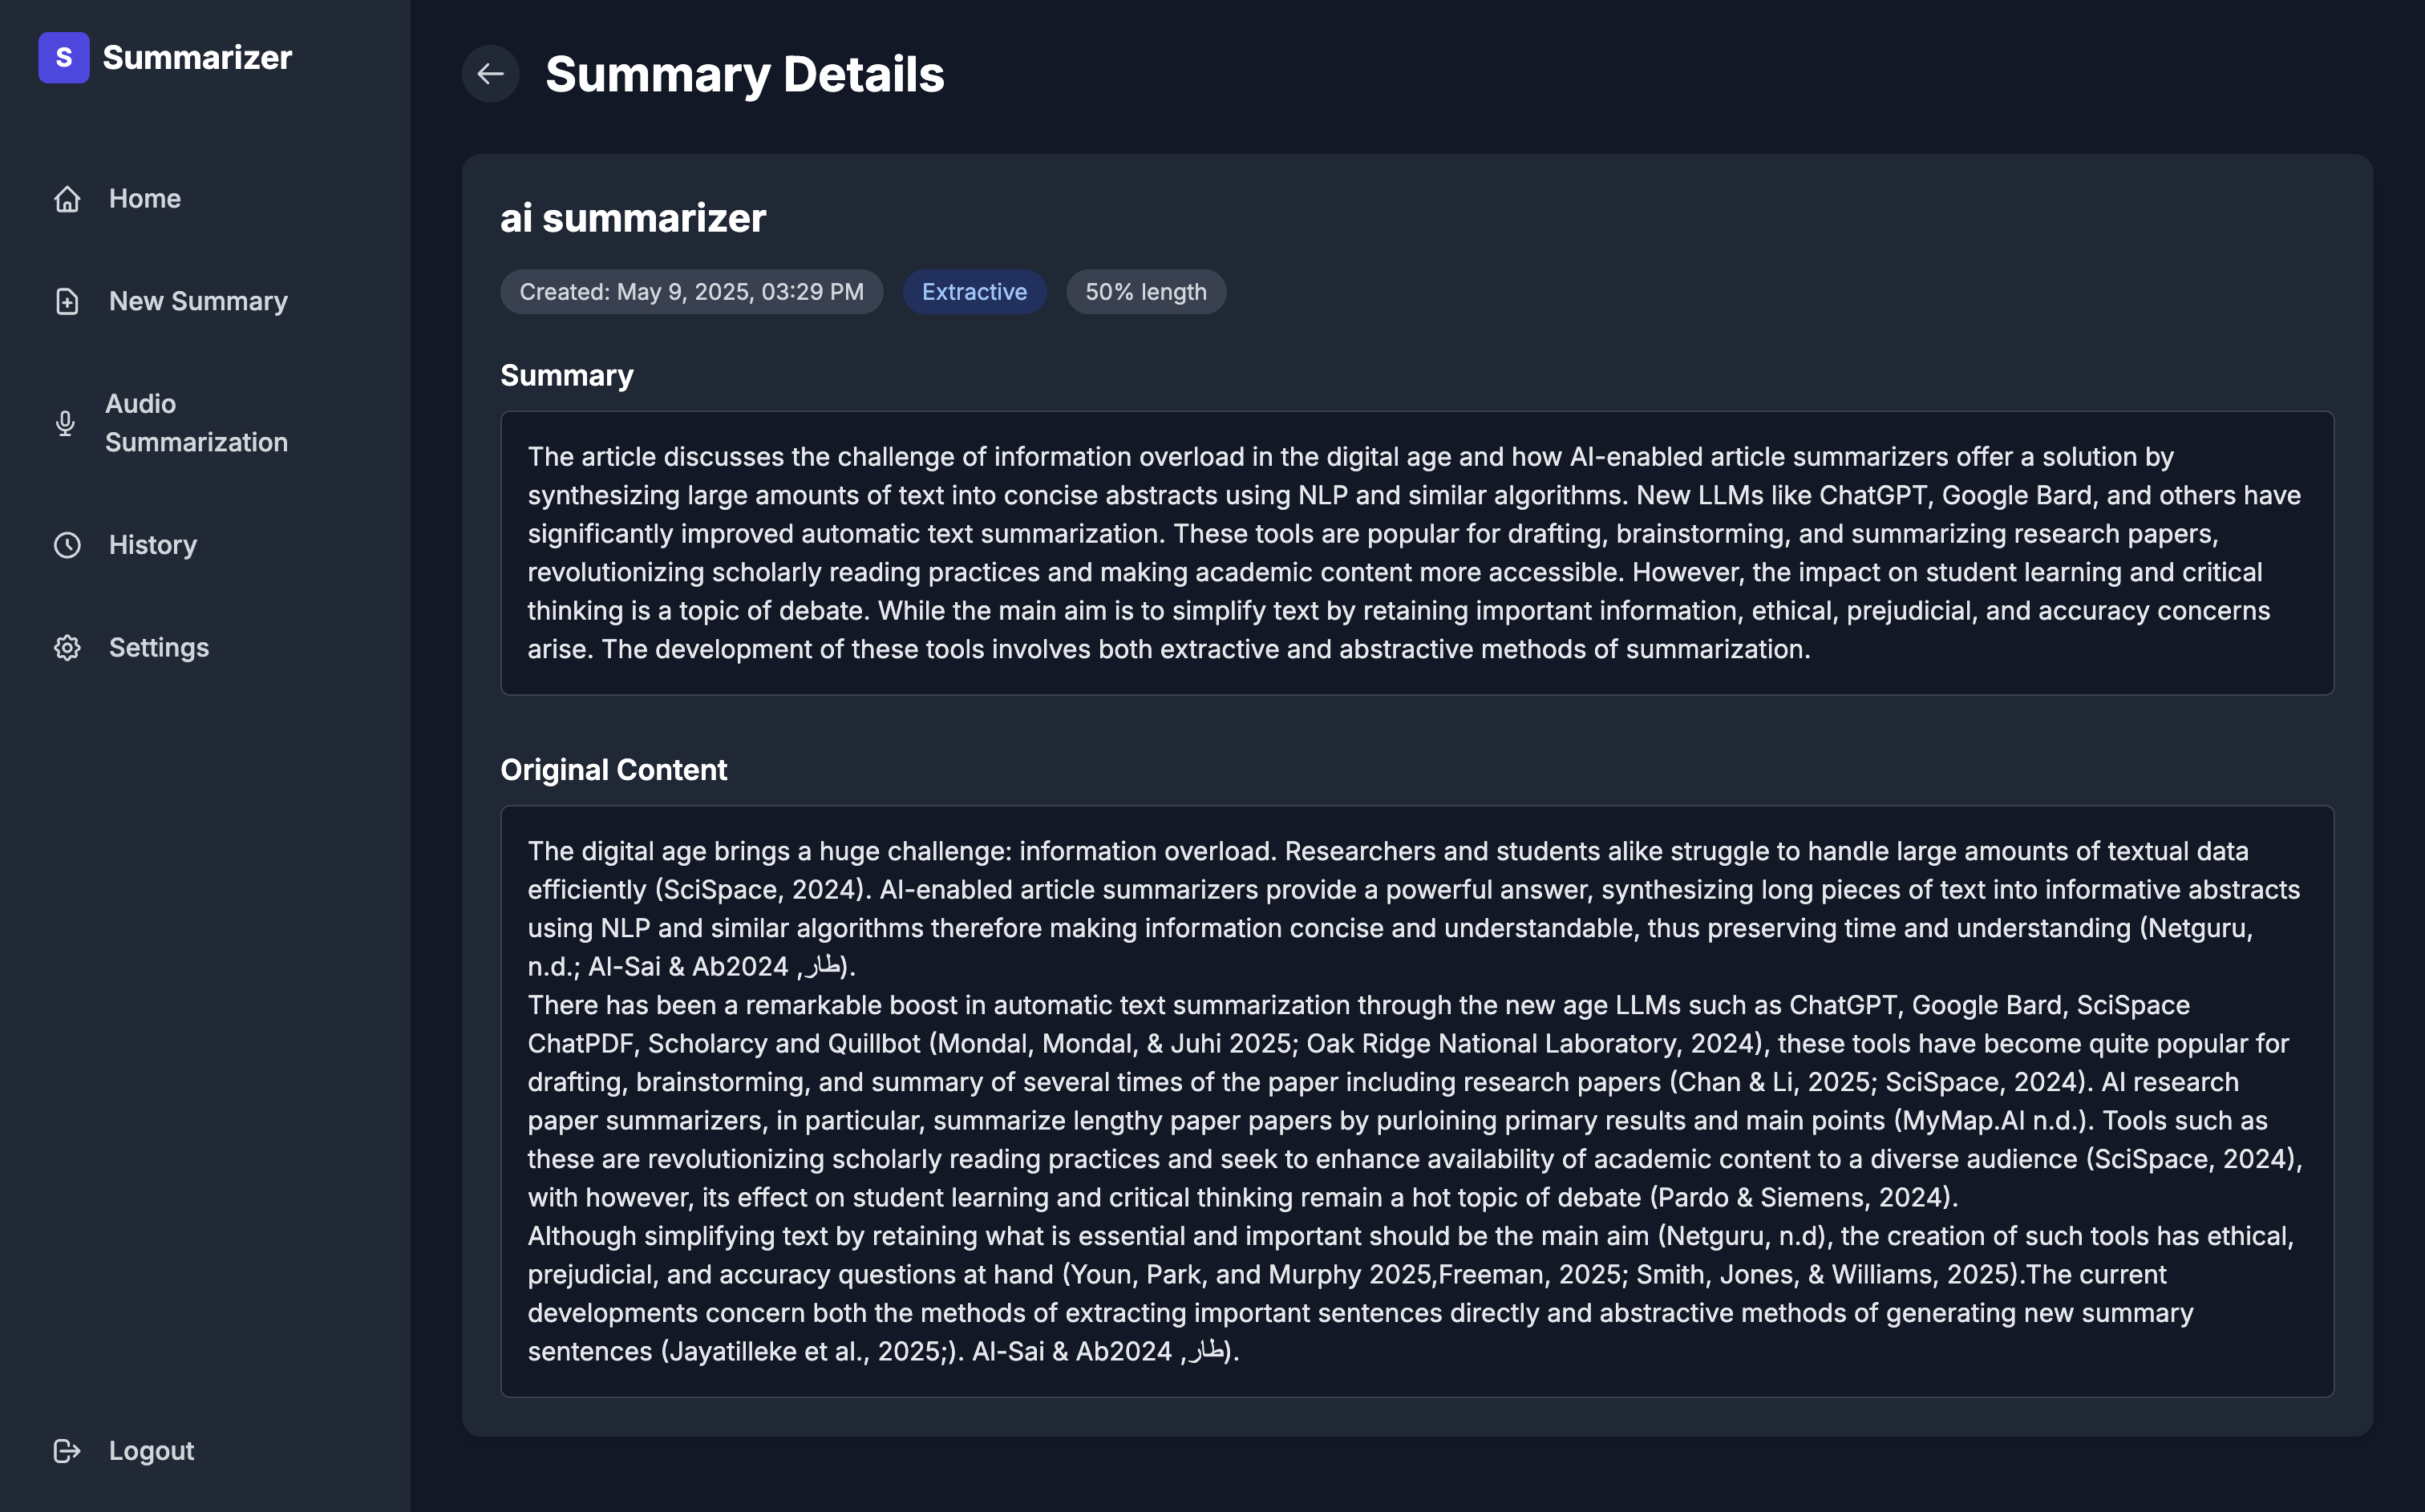 S Summarizer
Home
New Summary
Audio
Summarization
History
Settings
Logout
Summary Details
ai summarizer
Created: May 9, 2025, 03:29 PM
Extractive
50% length
Summary
The article discusses the challenge of information overload in the digital age and how AI-enabled article summarizers offer a solution by
synthesizing large amounts of text into concise abstracts using NLP and similar algorithms. New LLMs like ChatGPT, Google Bard, and others have
significantly improved automatic text summarization. These tools are popular for drafting, brainstorming, and summarizing research papers,
revolutionizing scholarly reading practices and making academic content more accessible. However, the impact on student learning and critical
thinking is a topic of debate. While the main aim is to simplify text by retaining important information, ethical, prejudicial, and accuracy concerns
arise. The development of these tools involves both extractive and abstractive methods of summarization.
Original Content
The digital age brings a huge challenge: information overload. Researchers and students alike struggle to handle large amounts of textual data
efficiently (SciSpace, 2024). AI-enabled article summarizers provide a powerful answer, synthesizing long pieces of text into informative abstracts
using NLP and similar algorithms therefore making information concise and understandable, thus preserving time and understanding (Netguru,
n.d.; Al-Sai & Abطار, 2024).
There has been a remarkable boost in automatic text summarization through the new age LLMs such as ChatGPT, Google Bard, SciSpace
ChatPDF, Scholarcy and Quillbot (Mondal, Mondal, & Juhi 2025; Oak Ridge National Laboratory, 2024), these tools have become quite popular for
drafting, brainstorming, and summary of several times of the paper including research papers (Chan & Li, 2025; SciSpace, 2024). AI research
paper summarizers, in particular, summarize lengthy paper papers by purloining primary results and main points (MyMap.AI n.d.). Tools such as
these are revolutionizing scholarly reading practices and seek to enhance availability of academic content to a diverse audience (SciSpace, 2024),
with however, its effect on student learning and critical thinking remain a hot topic of debate (Pardo & Siemens, 2024).
Although simplifying text by retaining what is essential and important should be the main aim (Netguru, n.d), the creation of such tools has ethical,
prejudicial, and accuracy questions at hand (Youn, Park, and Murphy 2025,Freeman, 2025; Smith, Jones, & Williams, 2025).The current
developments concern both the methods of extracting important sentences directly and abstractive methods of generating new summary
sentences (Jayatilleke et al., 2025;). Al-Sai & Abطار, 2024).